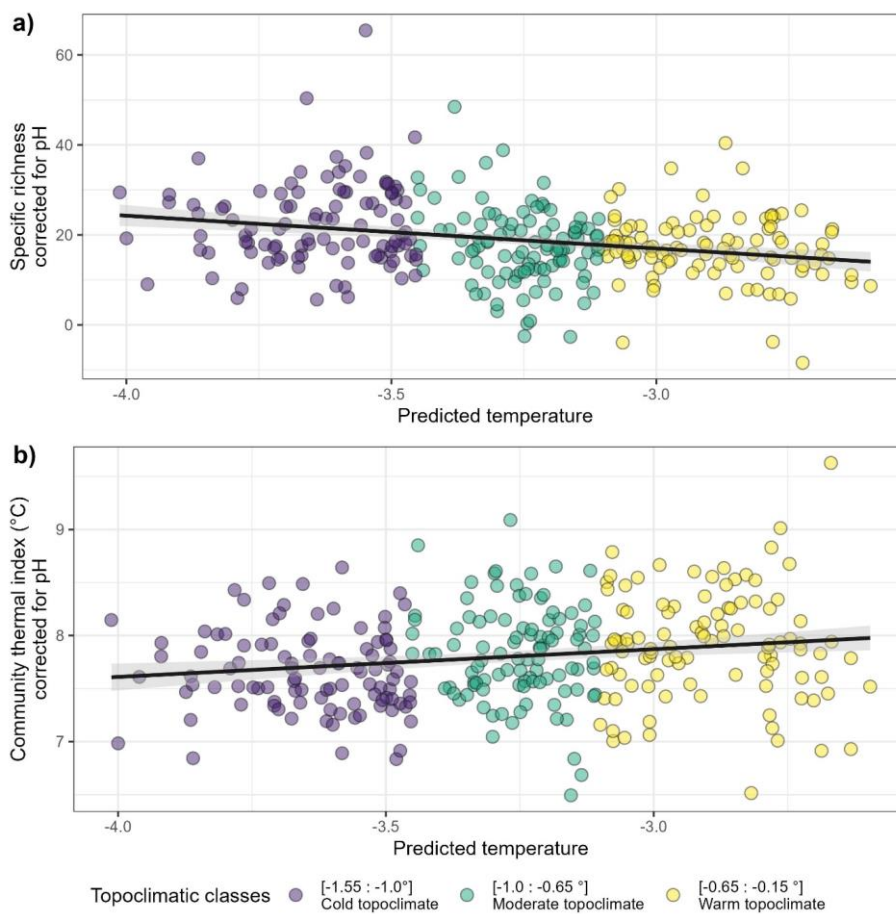 a)
60
40
20
0
Specific richness
corrected for pH
-4.0
-3.5
-3.0
Predicted temperature
b)
9
8
7
Community thermal index (°C)
corrected for pH
-4.0
-3.5
-3.0
Predicted temperature
Topoclimatic classes
[-1.55 : -1.0°]
Cold topoclimate
[-1.0 : -0.65 °]
Moderate topoclimate
[-0.65 : -0.15 °]
Warm topoclimate